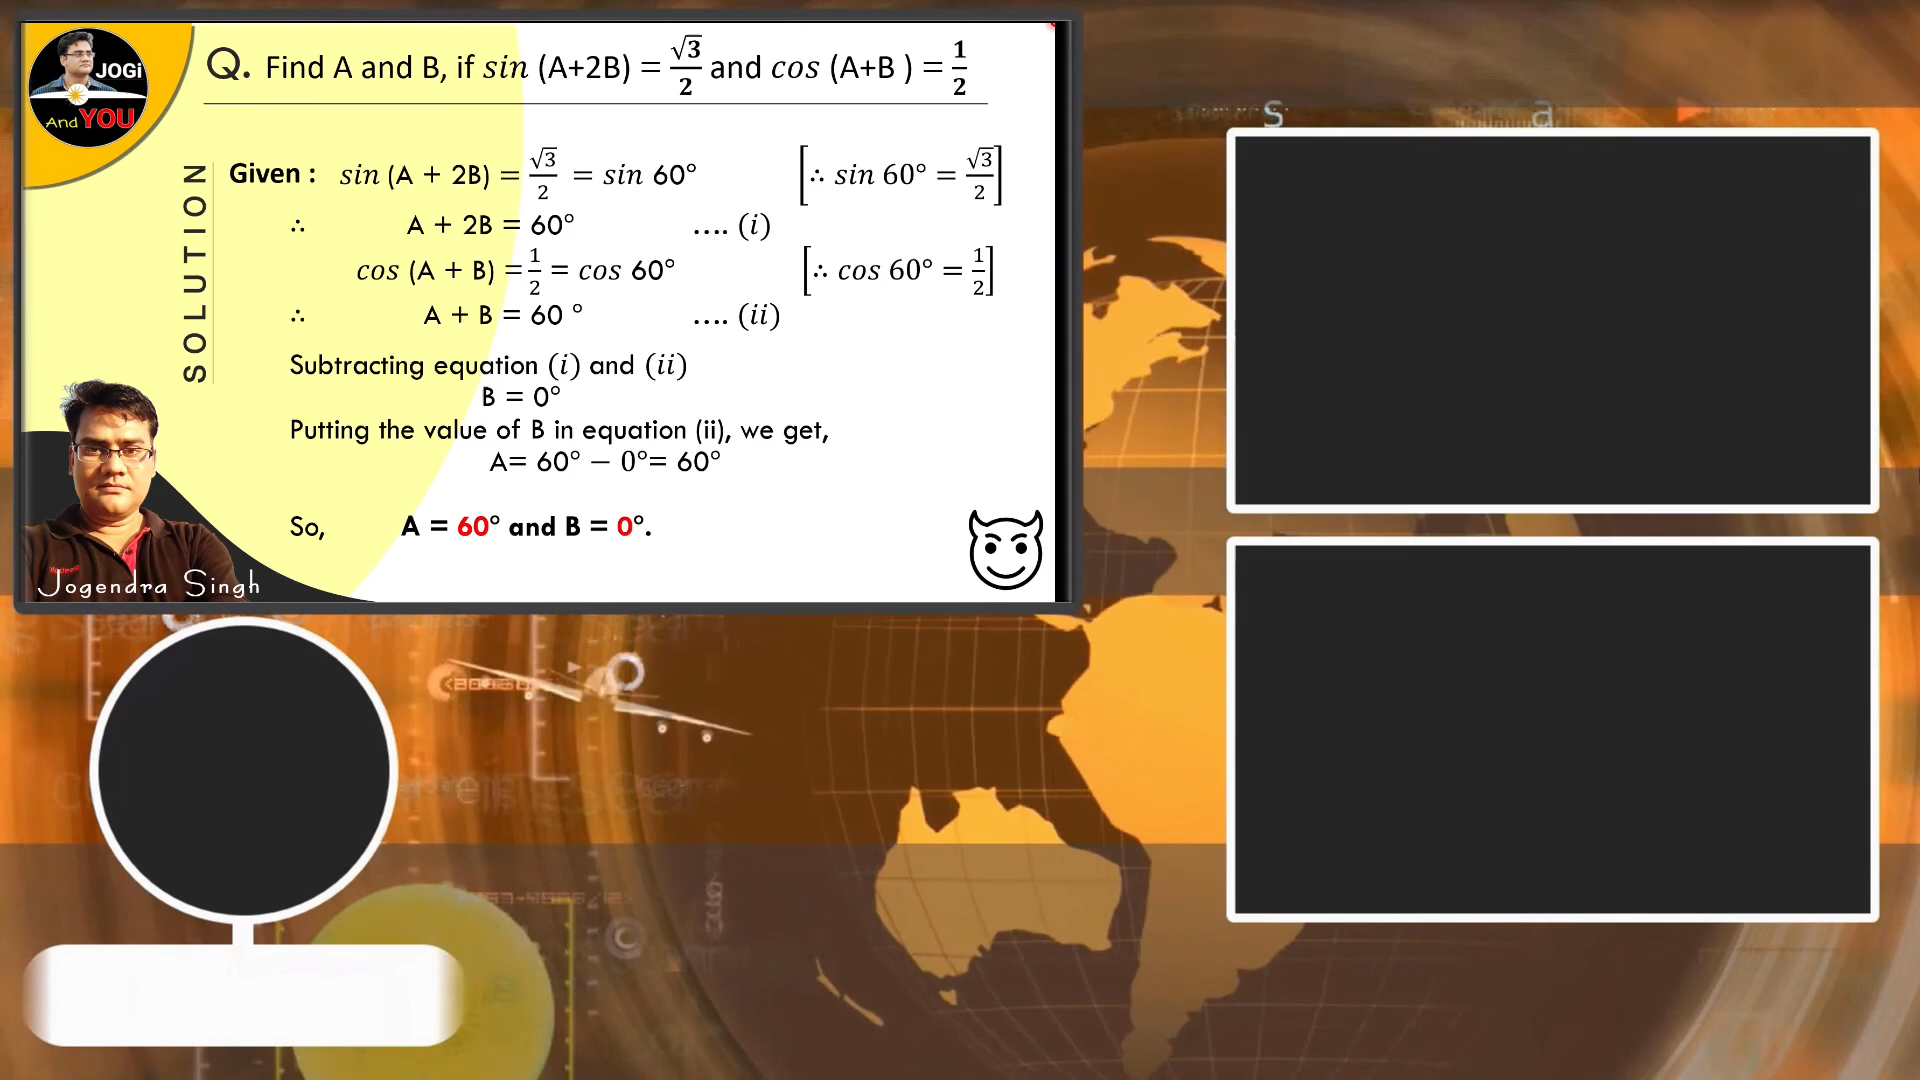 JOGi
And YOU
Q. Find A and B, if sin (A+2B) = √3/2 and cos (A+B ) = 1/2
SOLUTION
Given : sin (A + 2B) = √3/2 = sin 60° [∴ sin 60° = √3/2]
∴ A + 2B = 60° .... (i)
cos (A + B) = 1/2 = cos 60° [∴ cos 60° = 1/2]
∴ A + B = 60 ° .... (ii)
Subtracting equation (i) and (ii)
B = 0°
Putting the value of B in equation (ii), we get,
A= 60° − 0°= 60°
So, A = 60° and B = 0°.
Jogendra Singh
s a